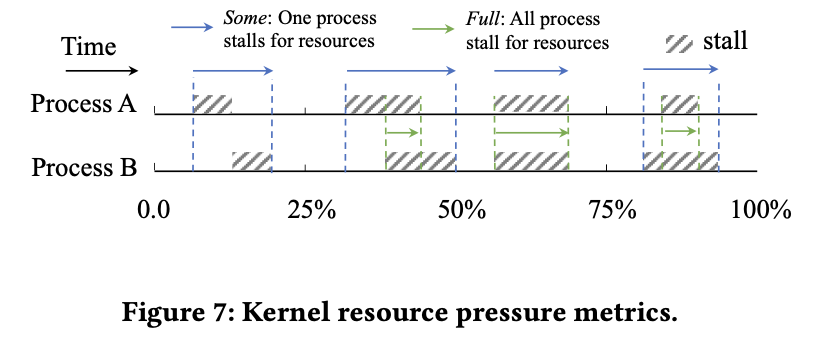 Some: One process
stalls for resources
Full: All process
stall for resources
stall
Time
Process A
Process B
0.0
25%
50%
75%
100%
Figure 7: Kernel resource pressure metrics.